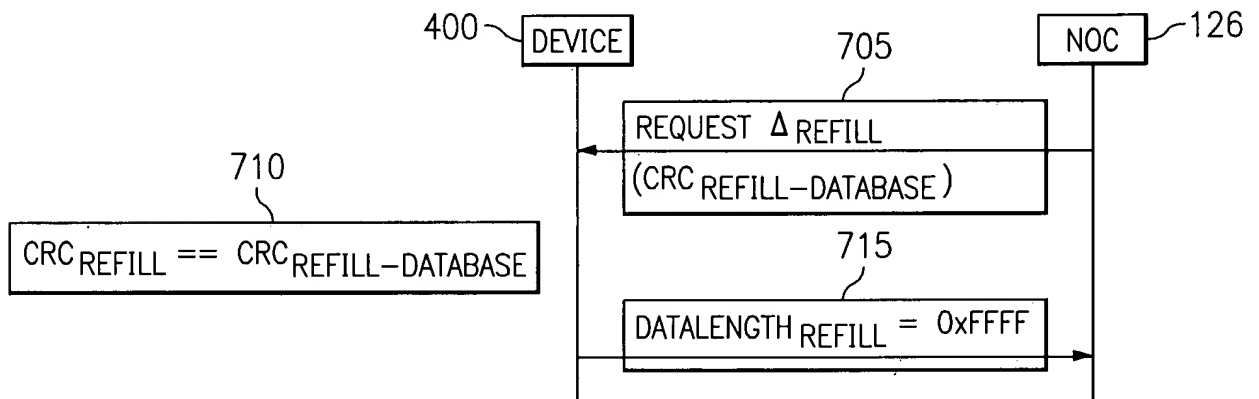 400 DEVICE NOC 126
705
REQUEST Δ REFILL
(CRC REFILL-DATABASE)
710
CRC REFILL == CRC REFILL-DATABASE
715
DATALENGTH REFILL = 0xFFFF